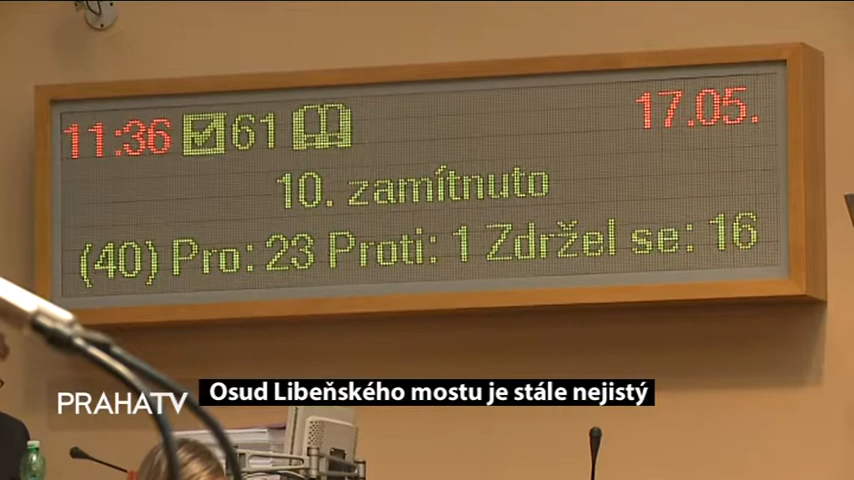 11:36 61 17.05.
10. zamítnuto
(40) Pro: 23 Proti: 1 Zdržel se: 16
Osud Libeňského mostu je stále nejistý
PRAHATV